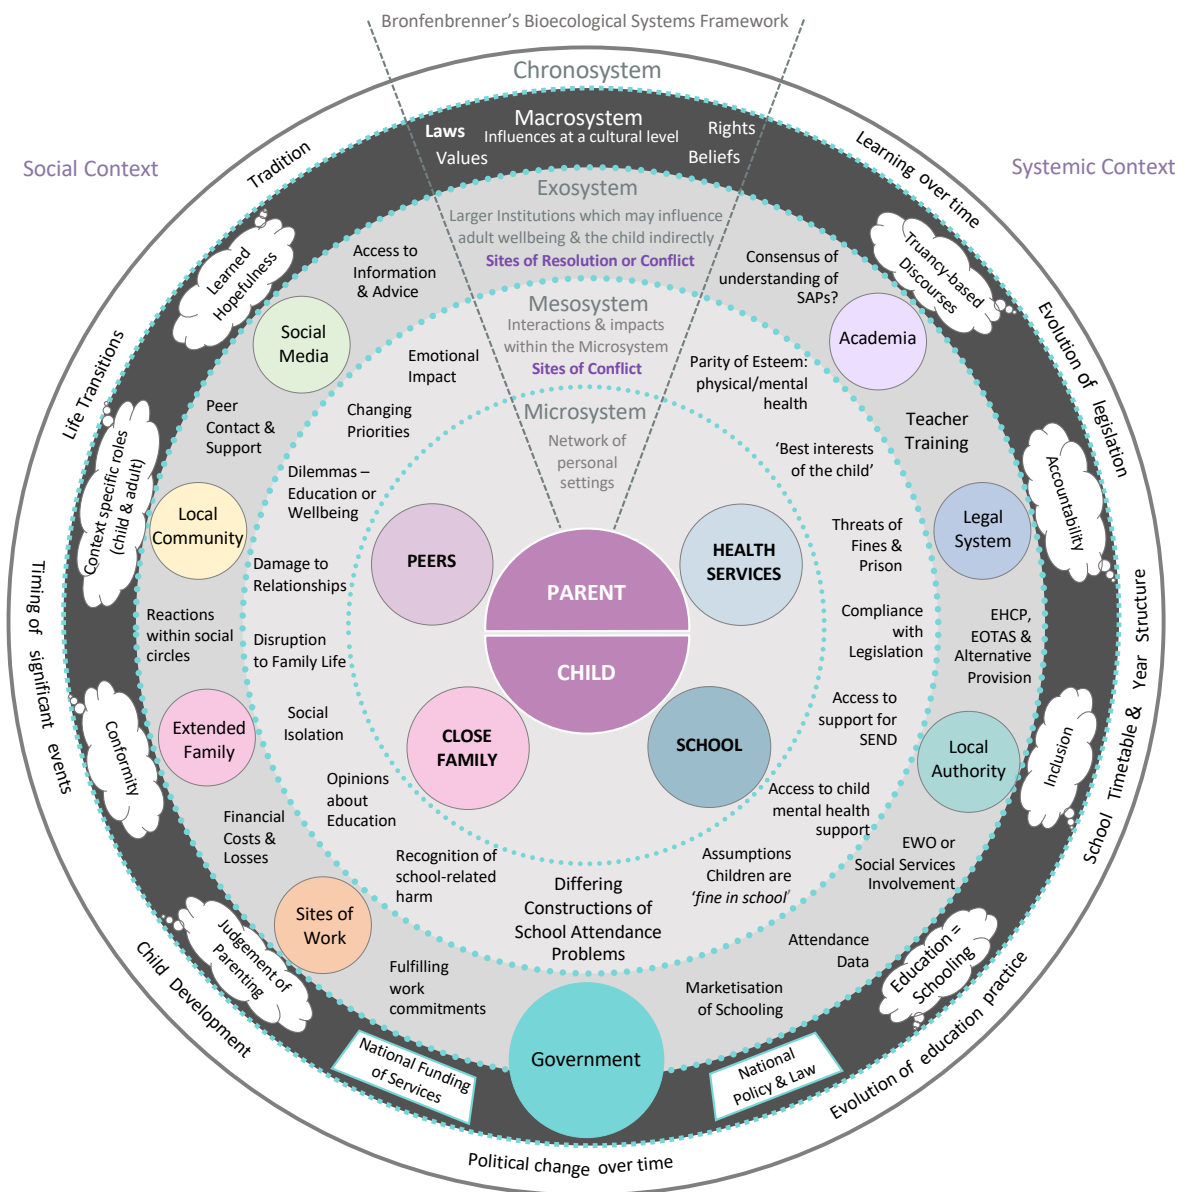 Bronfenbrenner's Bioecological Systems Framework
Chronosystem
Macrosystem
Influences at a cultural level
Laws
Values
Rights
Beliefs
Exosystem
Larger Institutions which may influence
adult wellbeing & the child indirectly
Sites of Resolution or Conflict
Mesosystem
Interactions & impacts
within the Microsystem
Sites of Conflict
Microsystem
Network of
personal
settings
Social Context
Systemic Context
Tradition
Life Transitions
Timing of significant events
Child Development
Political change over time
Evolution of education practice
School Timetable & Year Structure
Evolution of legislation
Learning over time
Learned
Hopefulness
Context specific roles
(child & adult)
Conformity
Judgement of
Parenting
National Funding
of Services
National
Policy & Law
Education =
Schooling
Inclusion
Accountability
Truancy-based
Discourses
Access to
Information
& Advice
Social
Media
Peer
Contact &
Support
Local
Community
Reactions
within social
circles
Extended
Family
Financial
Costs &
Losses
Sites of
Work
Fulfilling
work
commitments
Government
Marketisation
of Schooling
Attendance
Data
EWO or
Social Services
Involvement
Local
Authority
EHCP,
EOTAS &
Alternative
Provision
Legal
System
Teacher
Training
Academia
Consensus of
understanding of
SAPs?
Emotional
Impact
Changing
Priorities
Dilemmas –
Education or
Wellbeing
Damage to
Relationships
Disruption
to Family Life
Social
Isolation
Opinions
about
Education
Recognition of
school-related
harm
Differing
Constructions of
School Attendance
Problems
Assumptions
Children are
'fine in school'
Access to child
mental health
support
Access to
support for
SEND
Compliance
with
Legislation
Threats of
Fines &
Prison
'Best interests
of the child'
Parity of Esteem:
physical/mental
health
PEERS
HEALTH
SERVICES
PARENT
CHILD
CLOSE
FAMILY
SCHOOL